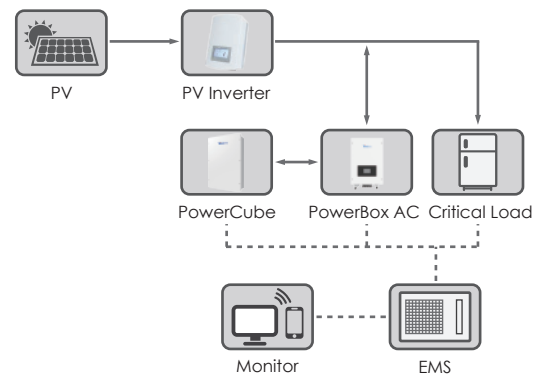 PV
PV Inverter
PowerCube
PowerBox AC
Critical Load
Monitor
EMS